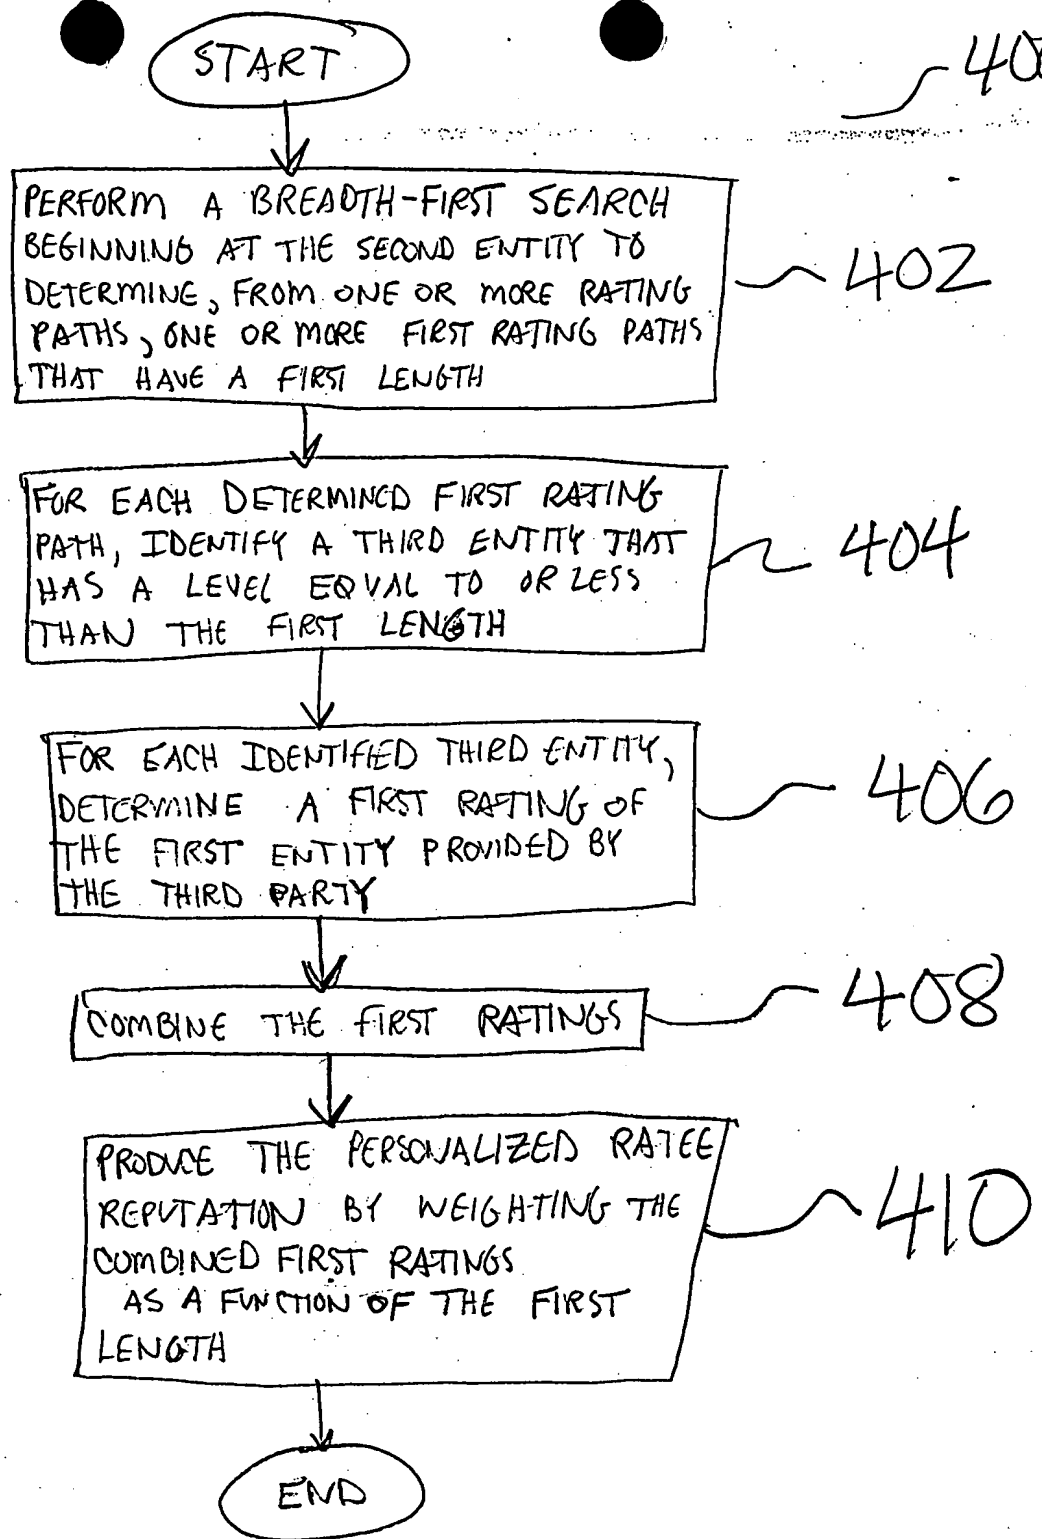 START
400
PERFORM A BREADTH-FIRST SEARCH
BEGINNING AT THE SECOND ENTITY TO
DETERMINE, FROM ONE OR MORE RATING
PATHS, ONE OR MORE FIRST RATING PATHS
THAT HAVE A FIRST LENGTH
402
FOR EACH DETERMINED FIRST RATING
PATH, IDENTIFY A THIRD ENTITY THAT
HAS A LEVEL EQUAL TO OR LESS
THAN THE FIRST LENGTH
404
FOR EACH IDENTIFIED THIRD ENTITY,
DETERMINE A FIRST RATING OF
THE FIRST ENTITY PROVIDED BY
THE THIRD PARTY
406
COMBINE THE FIRST RATINGS
408
PRODUCE THE PERSONALIZED RATEE
REPUTATION BY WEIGHTING THE
COMBINED FIRST RATINGS
AS A FUNCTION OF THE FIRST
LENGTH
410
END